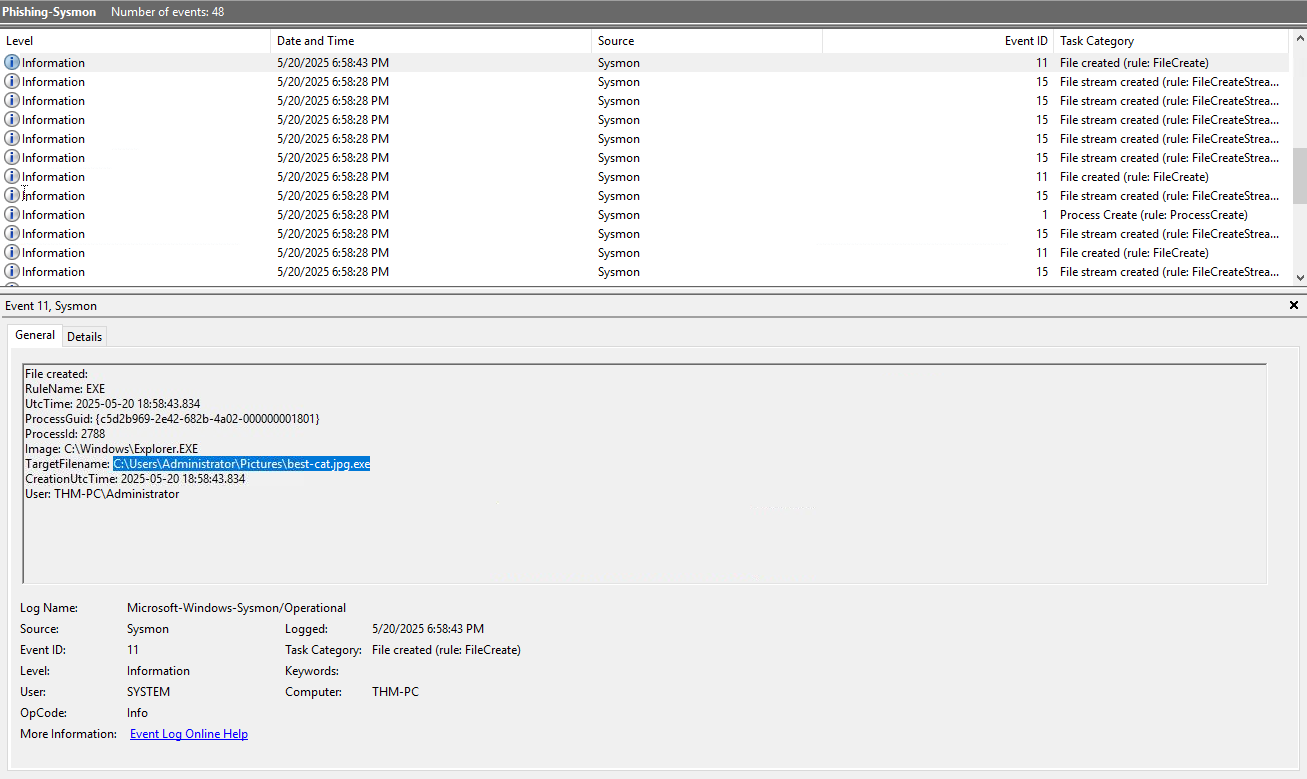 Phishing-Sysmon Number of events: 48
Level Date and Time Source Event ID Task Category
Information 5/20/2025 6:58:43 PM Sysmon 11 File created (rule: FileCreate)
Information 5/20/2025 6:58:28 PM Sysmon 15 File stream created (rule: FileCreateStrea...
Information 5/20/2025 6:58:28 PM Sysmon 15 File stream created (rule: FileCreateStrea...
Information 5/20/2025 6:58:28 PM Sysmon 15 File stream created (rule: FileCreateStrea...
Information 5/20/2025 6:58:28 PM Sysmon 15 File stream created (rule: FileCreateStrea...
Information 5/20/2025 6:58:28 PM Sysmon 15 File stream created (rule: FileCreateStrea...
Information 5/20/2025 6:58:28 PM Sysmon 11 File created (rule: FileCreate)
Information 5/20/2025 6:58:28 PM Sysmon 15 File stream created (rule: FileCreateStrea...
Information 5/20/2025 6:58:28 PM Sysmon 1 Process Create (rule: ProcessCreate)
Information 5/20/2025 6:58:28 PM Sysmon 15 File stream created (rule: FileCreateStrea...
Information 5/20/2025 6:58:28 PM Sysmon 11 File created (rule: FileCreate)
Information 5/20/2025 6:58:28 PM Sysmon 15 File stream created (rule: FileCreateStrea...
Event 11, Sysmon
General Details
File created:
RuleName: EXE
UtcTime: 2025-05-20 18:58:43.834
ProcessGuid: {c5d2b969-2e42-682b-4a02-000000001801}
ProcessId: 2788
Image: C:\Windows\Explorer.EXE
TargetFilename: C:\Users\Administrator\Pictures\best-cat.jpg.exe
CreationUtcTime: 2025-05-20 18:58:43.834
User: THM-PC\Administrator
Log Name: Microsoft-Windows-Sysmon/Operational
Source: Sysmon Logged: 5/20/2025 6:58:43 PM
Event ID: 11 Task Category: File created (rule: FileCreate)
Level: Information Keywords:
User: SYSTEM Computer: THM-PC
OpCode: Info
More Information: Event Log Online Help